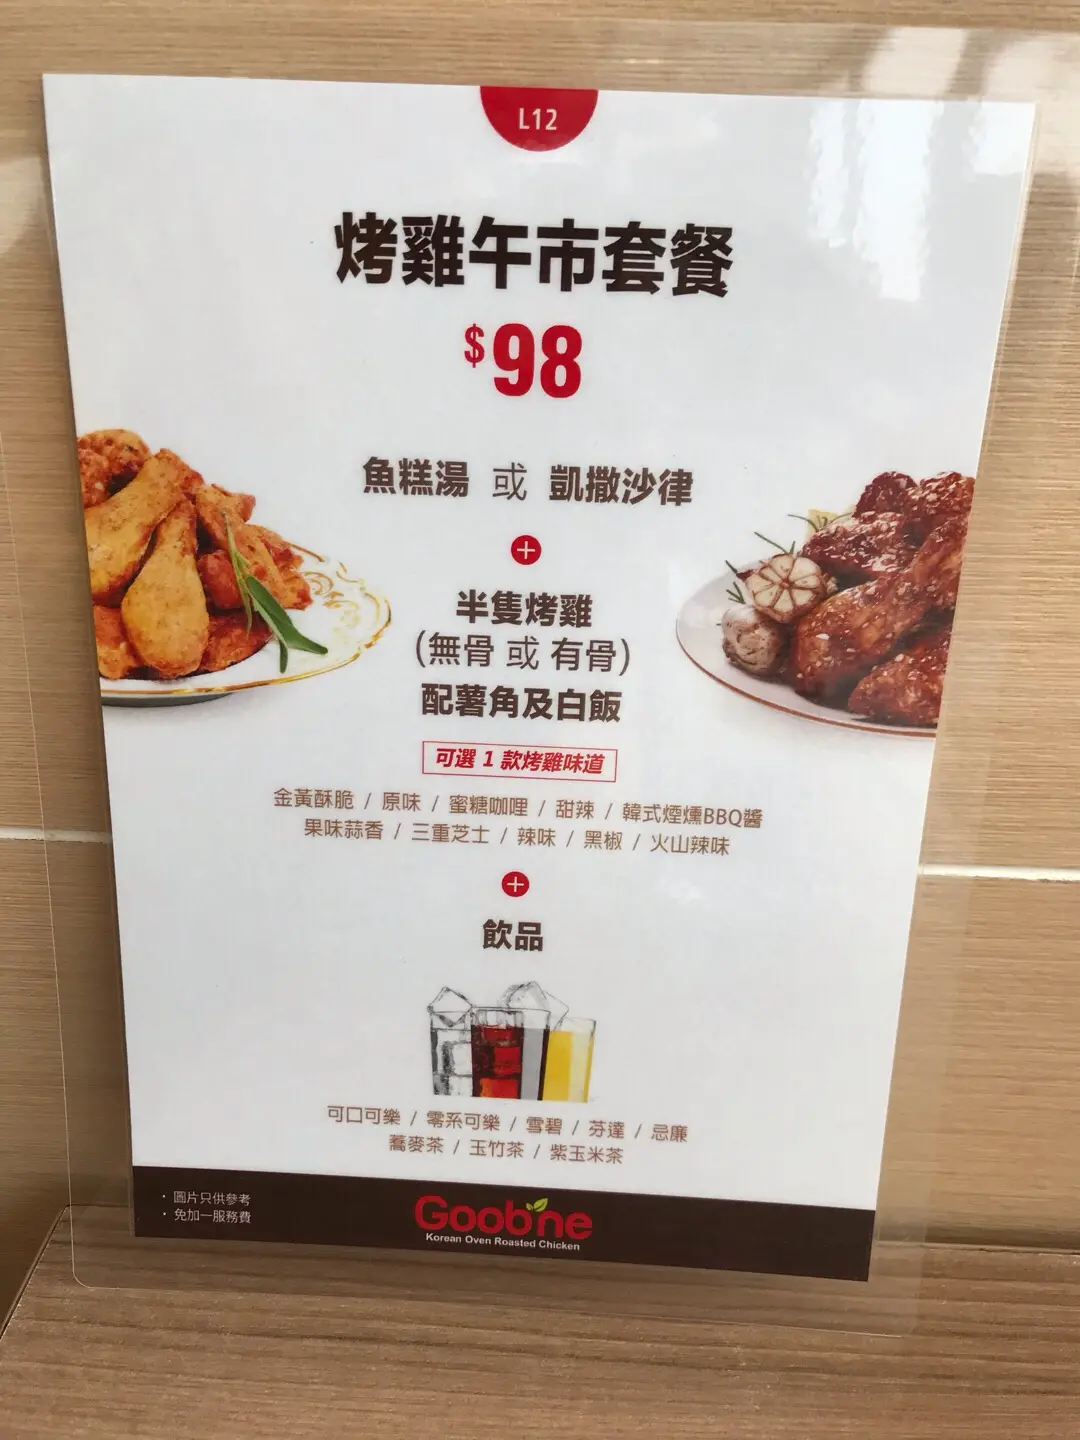 L12
烤雞午市套餐
$98
魚糕湯 或 凱撒沙律
+
半隻烤雞
(無骨 或 有骨)
配薯角及白飯
可選 1 款烤雞味道
金黃酥脆 / 原味 / 蜜糖咖哩 / 甜辣 / 韓式煙燻BBQ醬
果味蒜香 / 三重芝士 / 辣味 / 黑椒 / 火山辣味
+
飲品
可口可樂 / 零系可樂 / 雪碧 / 芬達 / 忌廉
蕎麥茶 / 玉竹茶 / 紫玉米茶
· 圖片只供參考
· 免加一服務費
Goobne
Korean Oven Roasted Chicken